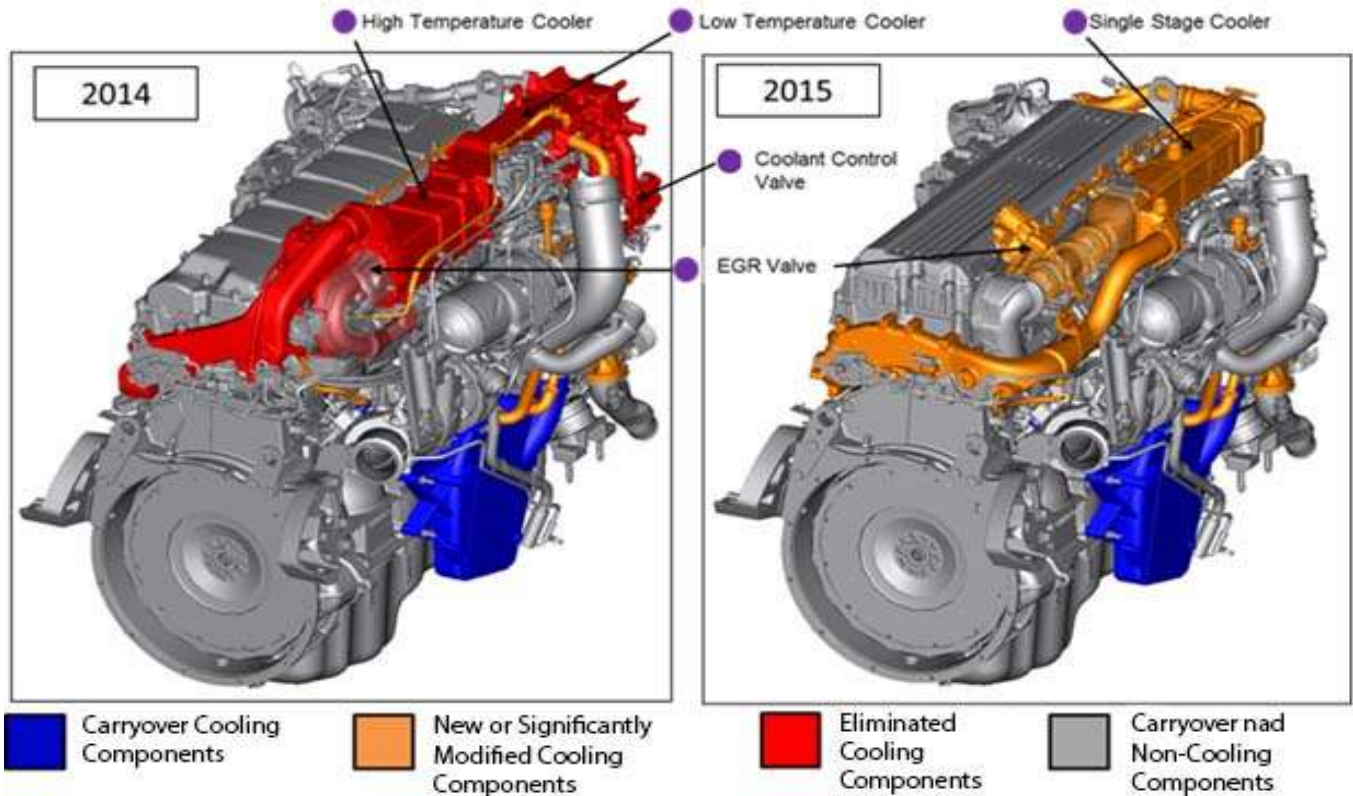 High Temperature Cooler
Low Temperature Cooler
Single Stage Cooler
2014
2015
Coolant Control
Valve
EGR Valve
Carryover Cooling
Components
New or Significantly
Modified Cooling
Components
Eliminated
Cooling
Components
Carryover nad
Non-Cooling
Components